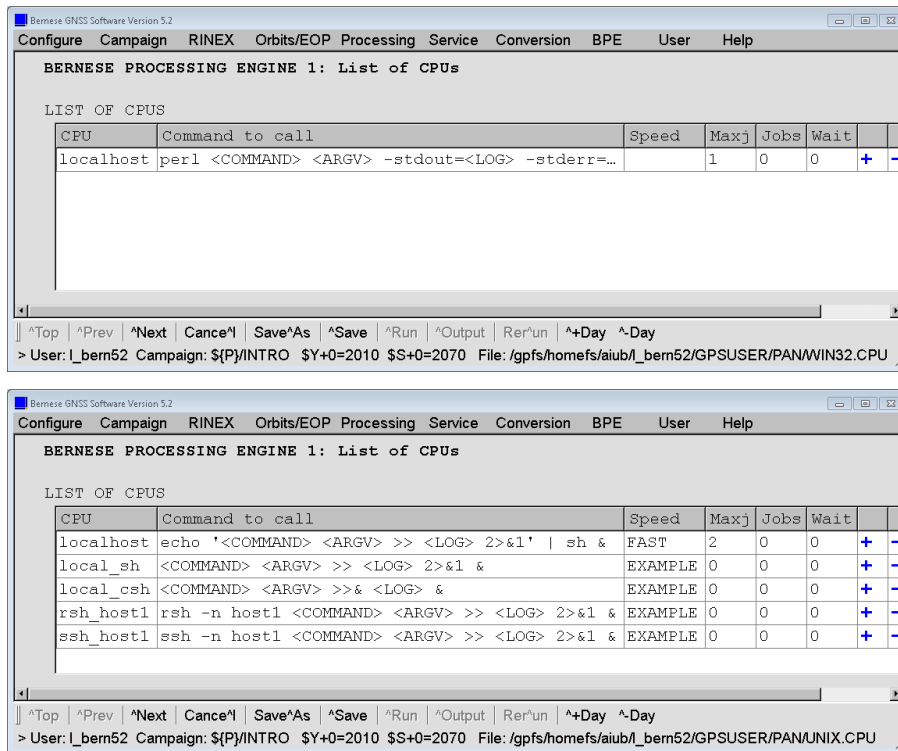 Bernese GNSS Software Version 5.2
Configure Campaign RINEX Orbits/EOP Processing Service Conversion BPE User Help
BERNESE PROCESSING ENGINE 1: List of CPUs
LIST OF CPUS
CPU Command to call Speed Maxj Jobs Wait
localhost perl <COMMAND> <ARGV> -stdout=<LOG> -stderr=… 1 0 0 + -
^Top ^Prev ^Next Cance^l Save^As ^Save ^Run ^Output Rer^un ^+Day ^-Day
> User: l_bern52 Campaign: ${P}/INTRO $Y+0=2010 $S+0=2070 File: /gpfs/homefs/aiub/l_bern52/GPSUSER/PAN/WIN32.CPU
Bernese GNSS Software Version 5.2
Configure Campaign RINEX Orbits/EOP Processing Service Conversion BPE User Help
BERNESE PROCESSING ENGINE 1: List of CPUs
LIST OF CPUS
CPU Command to call Speed Maxj Jobs Wait
localhost echo '<COMMAND> <ARGV> >> <LOG> 2>&1' | sh & FAST 2 0 0 + -
local_sh <COMMAND> <ARGV> >> <LOG> 2>&1 & EXAMPLE 0 0 0 + -
local_csh <COMMAND> <ARGV> >>& <LOG> & EXAMPLE 0 0 0 + -
rsh_host1 rsh -n host1 <COMMAND> <ARGV> >> <LOG> 2>&1 & EXAMPLE 0 0 0 + -
ssh_host1 ssh -n host1 <COMMAND> <ARGV> >> <LOG> 2>&1 & EXAMPLE 0 0 0 + -
^Top ^Prev ^Next Cance^l Save^As ^Save ^Run ^Output Rer^un ^+Day ^-Day
> User: l_bern52 Campaign: ${P}/INTRO $Y+0=2010 $S+0=2070 File: /gpfs/homefs/aiub/l_bern52/GPSUSER/PAN/UNIX.CPU